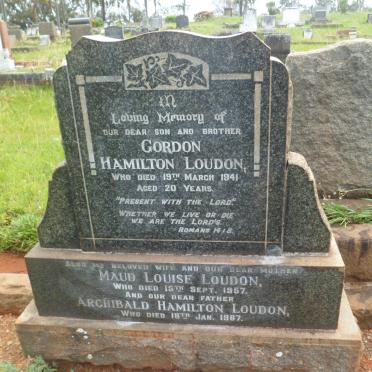 In
Loving Memory of
OUR DEAR SON AND BROTHER
GORDON
HAMILTON LOUDON,
WHO DIED 19TH MARCH 1941
AGED 20 YEARS.
"PRESENT WITH THE LORD."
WHETHER WE LIVE OR DIE
WE ARE THE LORD'S.
ROMANS 14:8.
ALSO MY BELOVED WIFE AND OUR DEAR MOTHER
MAUD LOUISE LOUDON,
WHO DIED 15TH SEPT. 1957.
AND OUR DEAR FATHER
ARCHIBALD HAMILTON LOUDON,
WHO DIED 18TH JAN. 1967.